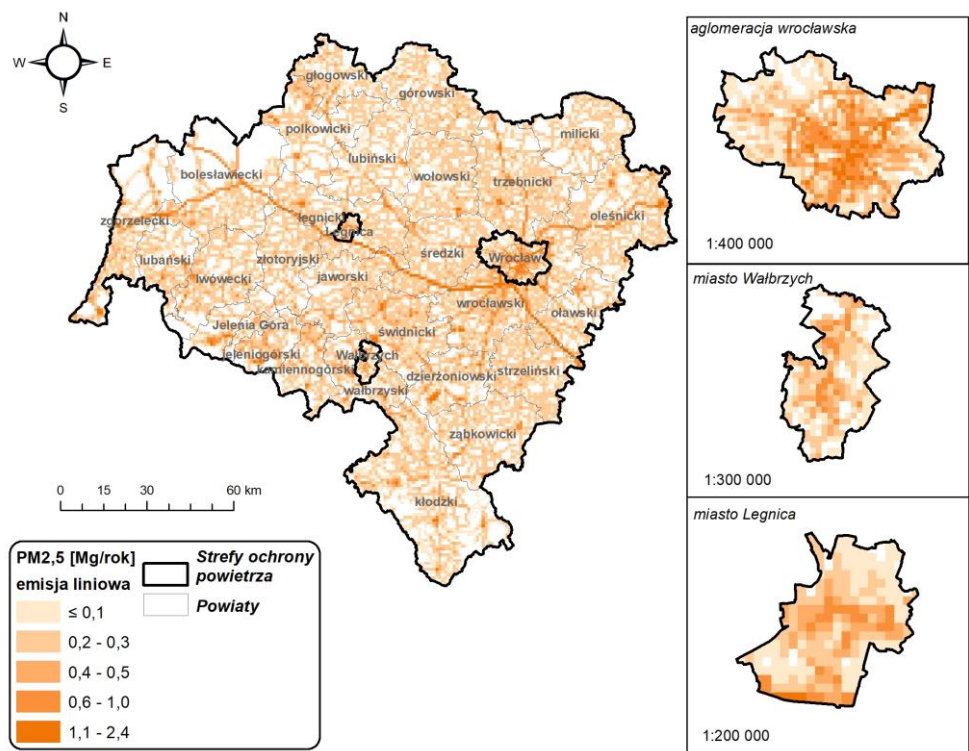 N
W E
S
głogowski
górowski
polkowicki
milicki
lubiński
bolesławiecki
wołowski
trzebnicki
zgorzelecki
legnicki
Legnica
oleśnicki
lubański
złotoryjski
średzki
Wrocław
lwówecki
jaworski
wrocławski
oławski
Jelenia Góra
świdnicki
jeleniogórski
Wałbrzych
kamiennogórski
dzierżoniowski
strzeliński
wałbrzyski
ząbkowicki
kłodzki
0 15 30 60 km
PM2,5 [Mg/rok]
emisja liniowa
≤ 0,1
0,2 - 0,3
0,4 - 0,5
0,6 - 1,0
1,1 - 2,4
Strefy ochrony
powietrza
Powiaty
aglomeracja wrocławska
1:400 000
miasto Wałbrzych
1:300 000
miasto Legnica
1:200 000